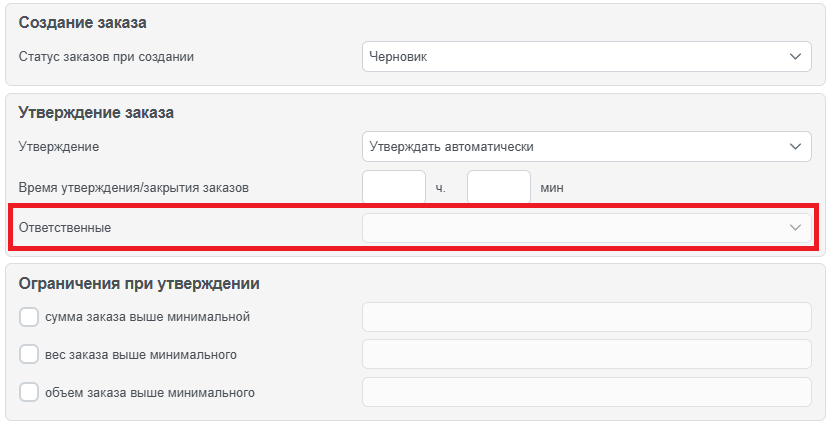 Создание заказа
Статус заказов при создании Черновик
Утверждение заказа
Утверждение Утверждать автоматически
Время утверждения/закрытия заказов ч. мин
Ответственные
Ограничения при утверждении
сумма заказа выше минимальной
вес заказа выше минимального
объем заказа выше минимального